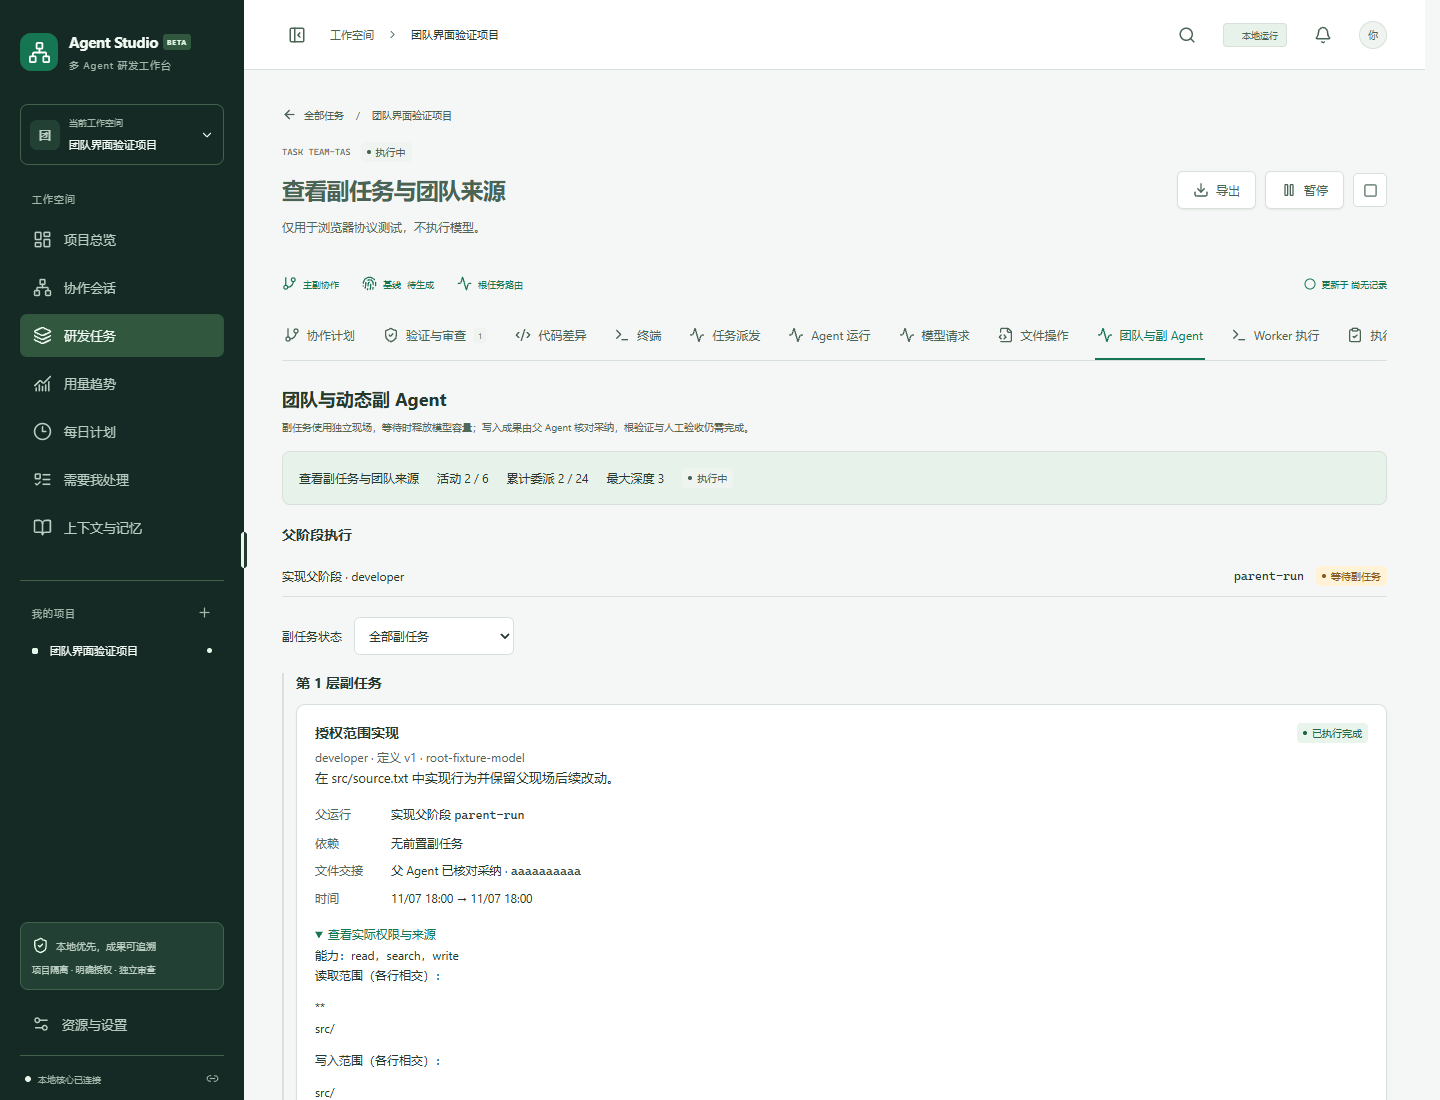 Agent Studio BETA
多 Agent 研发工作台
团
当前工作空间
团队界面验证项目
工作空间
项目总览
协作会话
研发任务
用量趋势
每日计划
需要我处理
上下文与记忆
我的项目
团队界面验证项目
本地优先，成果可追溯
项目隔离 · 明确授权 · 独立审查
资源与设置
本地核心已连接
工作空间 > 团队界面验证项目
本地运行
你
全部任务 / 团队界面验证项目
TASK TEAM-TAS 执行中
查看副任务与团队来源
导出 暂停
仅用于浏览器协议测试，不执行模型。
主副协作 基线 待生成 根任务路由
更新于 尚无记录
协作计划 验证与审查 1 代码差异 终端 任务派发 Agent 运行 模型请求 文件操作 团队与副 Agent Worker 执行 执行
团队与动态副 Agent
副任务使用独立现场，等待时释放模型容量；写入成果由父 Agent 核对采纳，根验证与人工验收仍需完成。
查看副任务与团队来源 活动 2 / 6 累计委派 2 / 24 最大深度 3 执行中
父阶段执行
实现父阶段 · developer parent-run 等待副任务
副任务状态 全部副任务
第 1 层副任务
授权范围实现 已执行完成
developer · 定义 v1 · root-fixture-model
在 src/source.txt 中实现行为并保留父现场后续改动。
父运行 实现父阶段 parent-run
依赖 无前置副任务
文件交接 父 Agent 已核对采纳 · aaaaaaaaaa
时间 11/07 18:00 → 11/07 18:00
▼ 查看实际权限与来源
能力：read，search，write
读取范围（各行相交）：
**
src/
写入范围（各行相交）：
src/